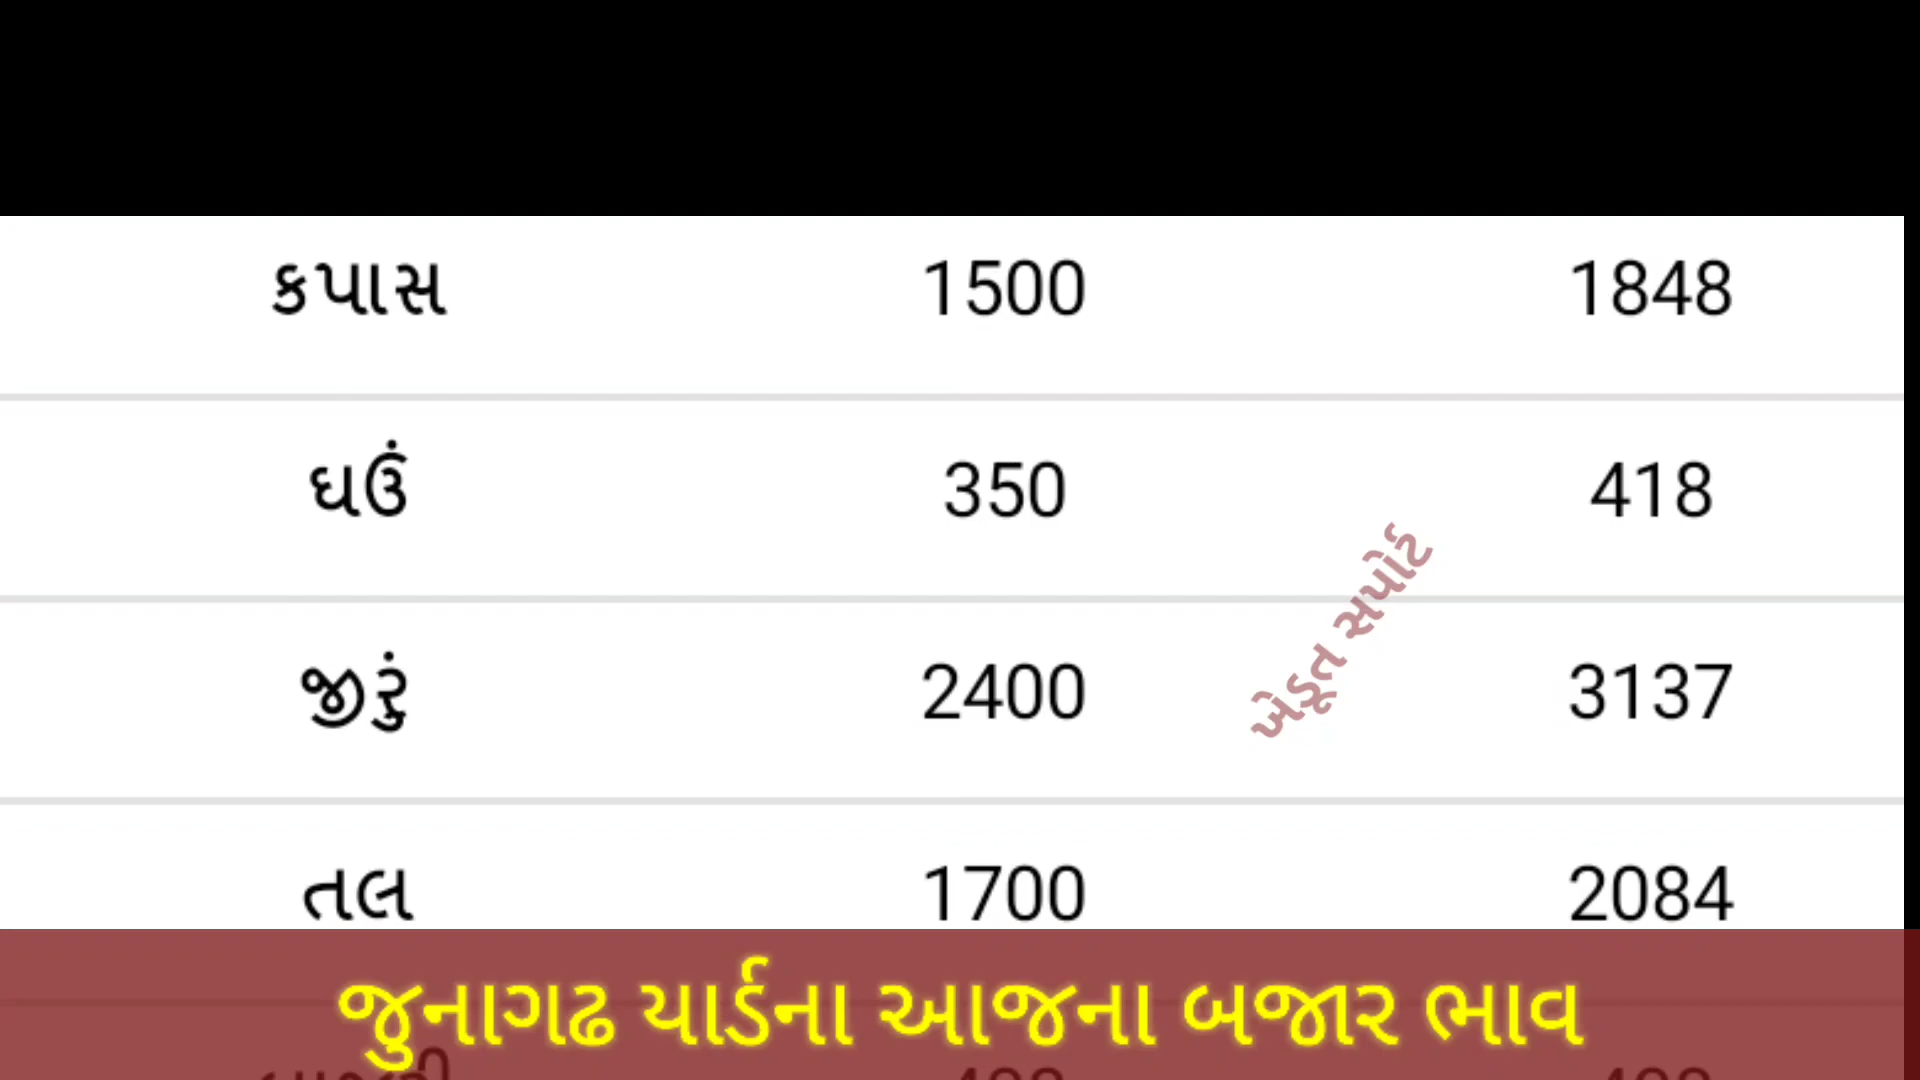 કપાસ 1500 1848
ઘઉં 350 418
જીરું 2400 3137
ખેડૂત સપોર્ટ
તલ 1700 2084
જુનાગઢ યાર્ડના આજના બજાર ભાવ